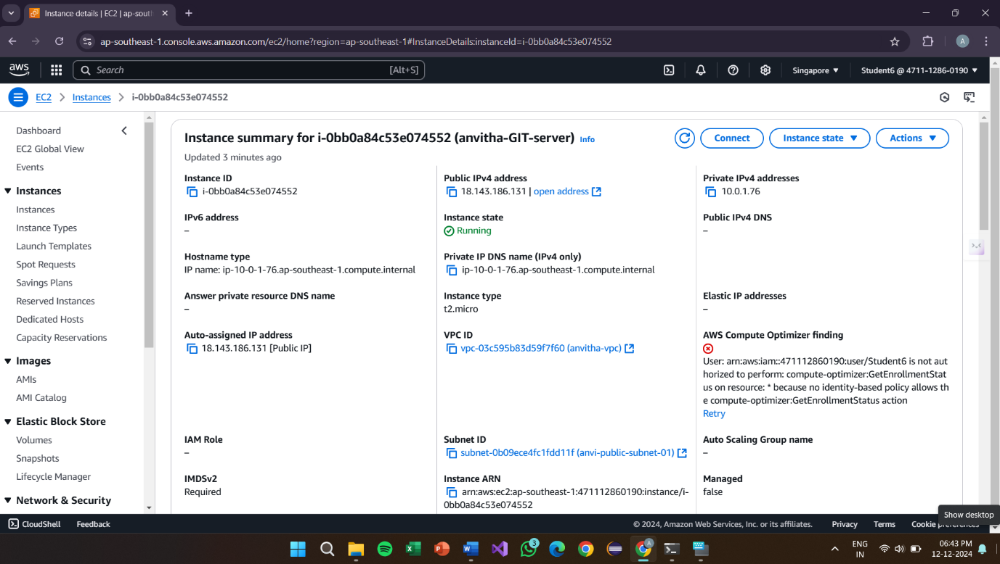 Instance details | EC2 | ap-south
ap-southeast-1.console.aws.amazon.com/ec2/home?region=ap-southeast-1#InstanceDetails:instanceId=i-0bb0a84c53e074552
A
aws
Search
[Alt+S]
Singapore
Student6 @ 4711-1286-0190
EC2
Instances
i-0bb0a84c53e074552
Dashboard
EC2 Global View
Events
Instances
Instances
Instance Types
Launch Templates
Spot Requests
Savings Plans
Reserved Instances
Dedicated Hosts
Capacity Reservations
Images
AMIs
AMI Catalog
Elastic Block Store
Volumes
Snapshots
Lifecycle Manager
Network & Security
Instance summary for i-0bb0a84c53e074552 (anvitha-GIT-server) Info
Updated 3 minutes ago
Connect
Instance state
Actions
Instance ID
i-0bb0a84c53e074552
Public IPv4 address
18.143.186.131 | open address
Private IPv4 addresses
10.0.1.76
IPv6 address
–
Instance state
Running
Public IPv4 DNS
–
Hostname type
IP name: ip-10-0-1-76.ap-southeast-1.compute.internal
Private IP DNS name (IPv4 only)
ip-10-0-1-76.ap-southeast-1.compute.internal
Answer private resource DNS name
–
Instance type
t2.micro
Elastic IP addresses
–
Auto-assigned IP address
18.143.186.131 [Public IP]
VPC ID
vpc-03c595b83d59f7f60 (anvitha-vpc)
AWS Compute Optimizer finding
User: arn:aws:iam::471112860190:user/Student6 is not aut
horized to perform: compute-optimizer:GetEnrollmentStat
us on resource: * because no identity-based policy allows th
e compute-optimizer:GetEnrollmentStatus action
Retry
IAM Role
–
Subnet ID
subnet-0b09ece4fc1fdd11f (anvi-public-subnet-01)
Auto Scaling Group name
–
IMDSv2
Required
Instance ARN
arn:aws:ec2:ap-southeast-1:471112860190:instance/i-
0bb0a84c53e074552
Managed
false
Show desktop
CloudShell
Feedback
© 2024, Amazon Web Services, Inc. or its affiliates.
Privacy
Terms
Cookie preferences
3
A
ENG
IN
06:43 PM
12-12-2024